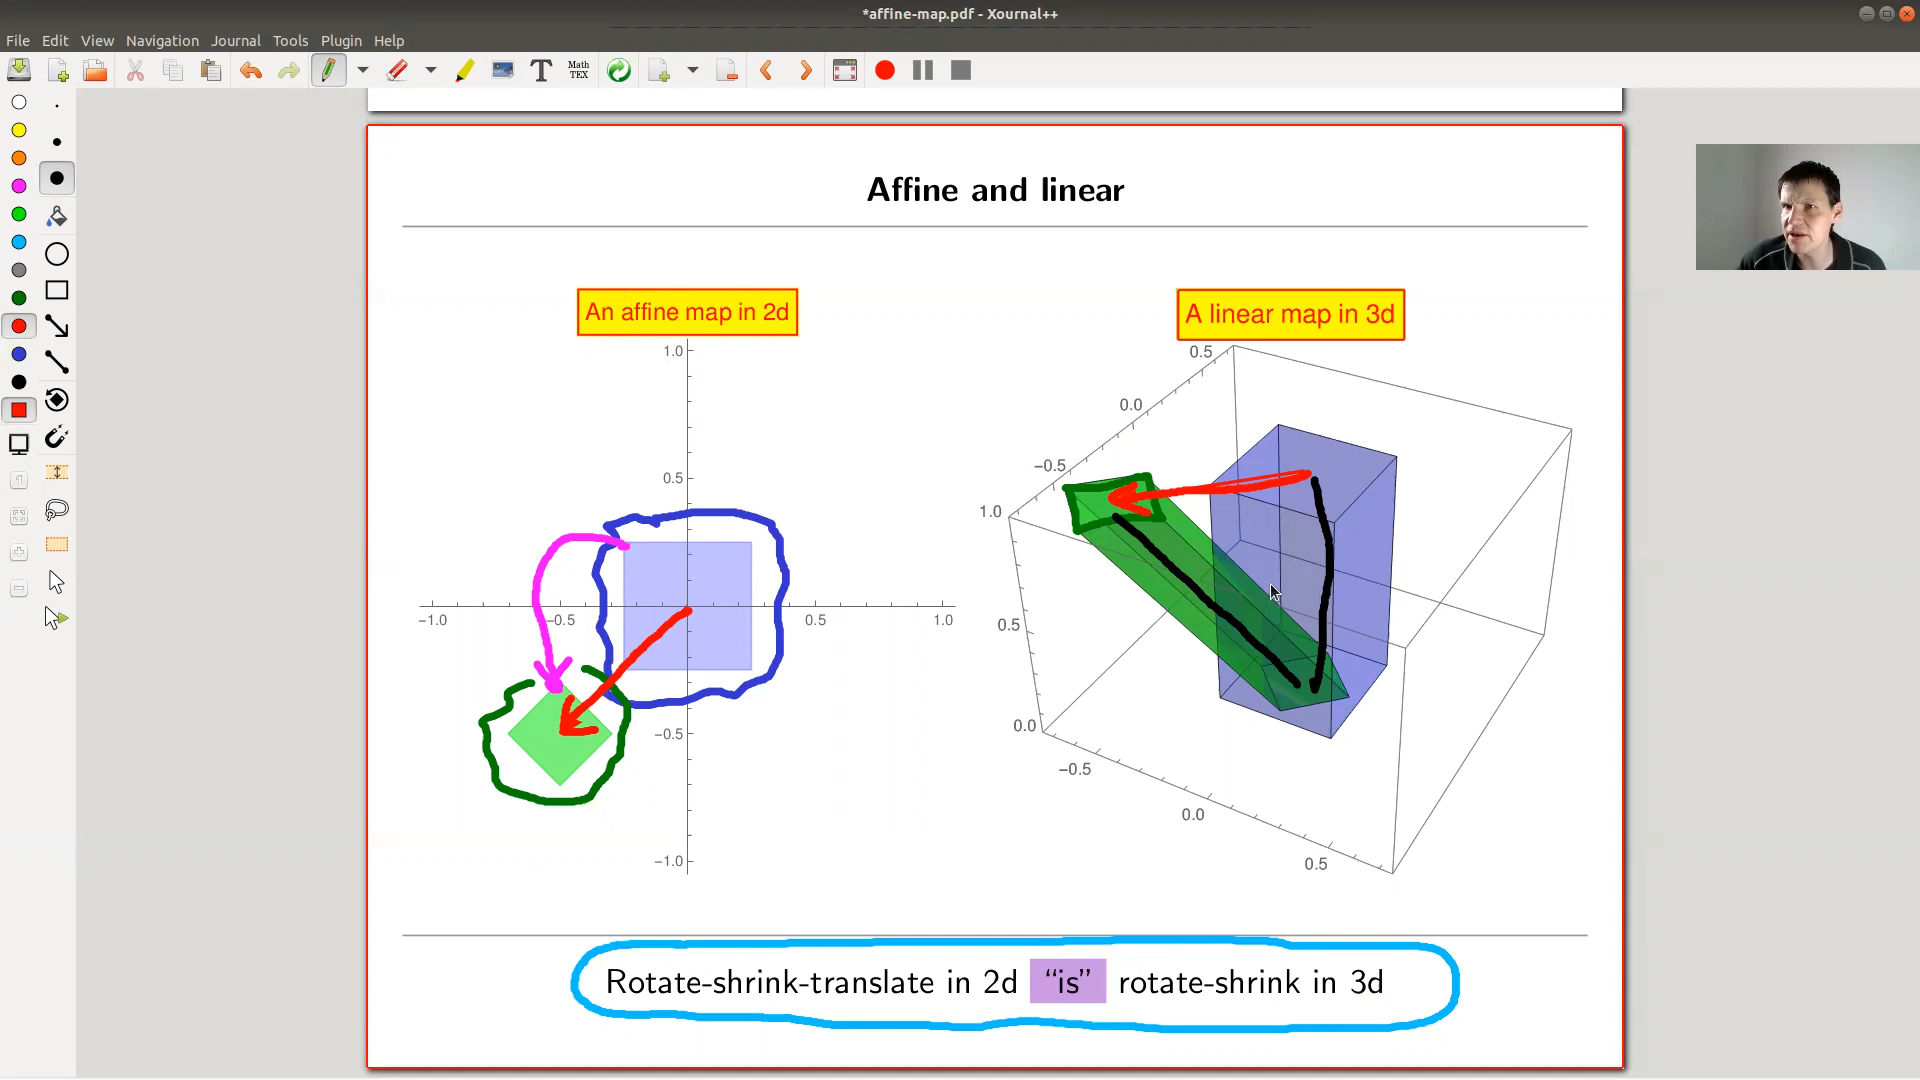 *affine-map.pdf - Xournal++
File Edit View Navigation Journal Tools Plugin Help
Math
TEX
Affine and linear
An affine map in 2d
A linear map in 3d
1.0
0.5
−1.0
−0.5
0.5
1.0
−0.5
−1.0
0.5
0.0
−0.5
1.0
0.5
0.0
−0.5
0.0
0.5
Rotate-shrink-translate in 2d “is” rotate-shrink in 3d